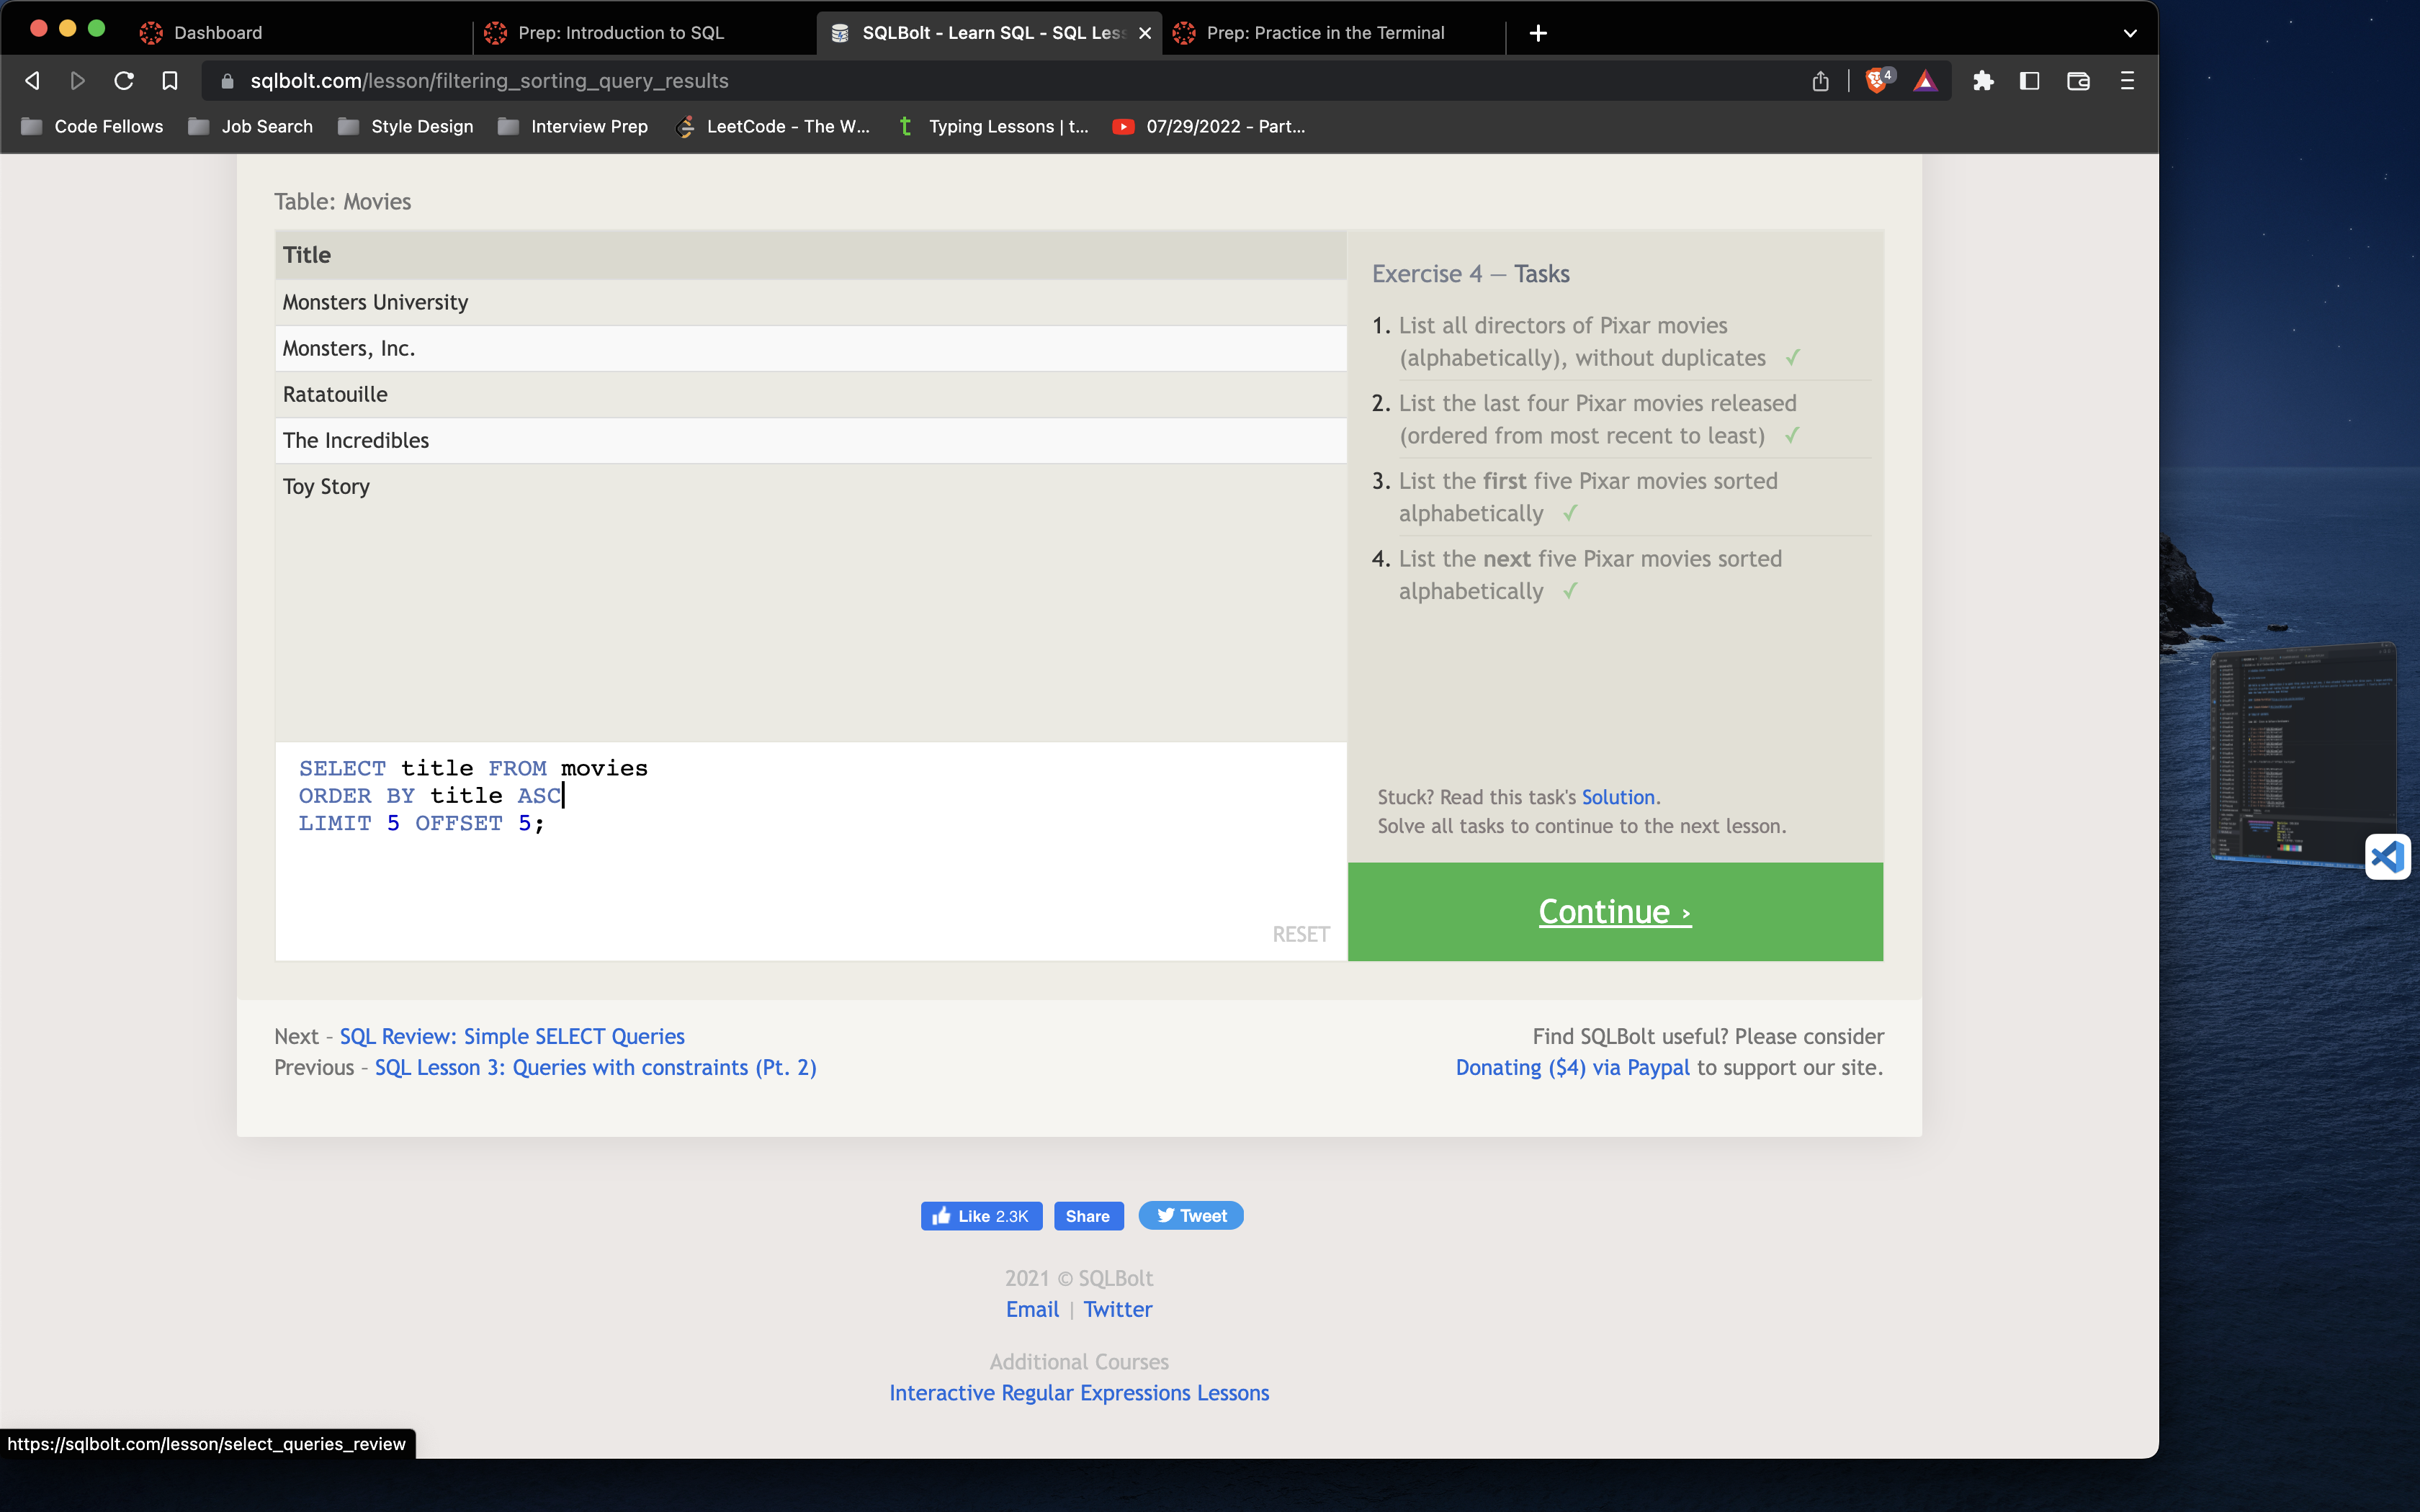 Dashboard
Prep: Introduction to SQL
SQLBolt - Learn SQL - SQL Les
Prep: Practice in the Terminal
sqlbolt.com/lesson/filtering_sorting_query_results
4
Code Fellows
Job Search
Style Design
Interview Prep
LeetCode - The W...
Typing Lessons | t...
07/29/2022 - Part...
Table: Movies
Title
Monsters University
Monsters, Inc.
Ratatouille
The Incredibles
Toy Story
Exercise 4 — Tasks
1. List all directors of Pixar movies
(alphabetically), without duplicates ✓
2. List the last four Pixar movies released
(ordered from most recent to least) ✓
3. List the first five Pixar movies sorted
alphabetically ✓
4. List the next five Pixar movies sorted
alphabetically ✓
SELECT title FROM movies
ORDER BY title ASC
LIMIT 5 OFFSET 5;
RESET
Stuck? Read this task's Solution.
Solve all tasks to continue to the next lesson.
Continue ›
Next – SQL Review: Simple SELECT Queries
Previous – SQL Lesson 3: Queries with constraints (Pt. 2)
Find SQLBolt useful? Please consider
Donating ($4) via Paypal to support our site.
Like 2.3K
Share
Tweet
2021 © SQLBolt
Email | Twitter
Additional Courses
Interactive Regular Expressions Lessons
https://sqlbolt.com/lesson/select_queries_review